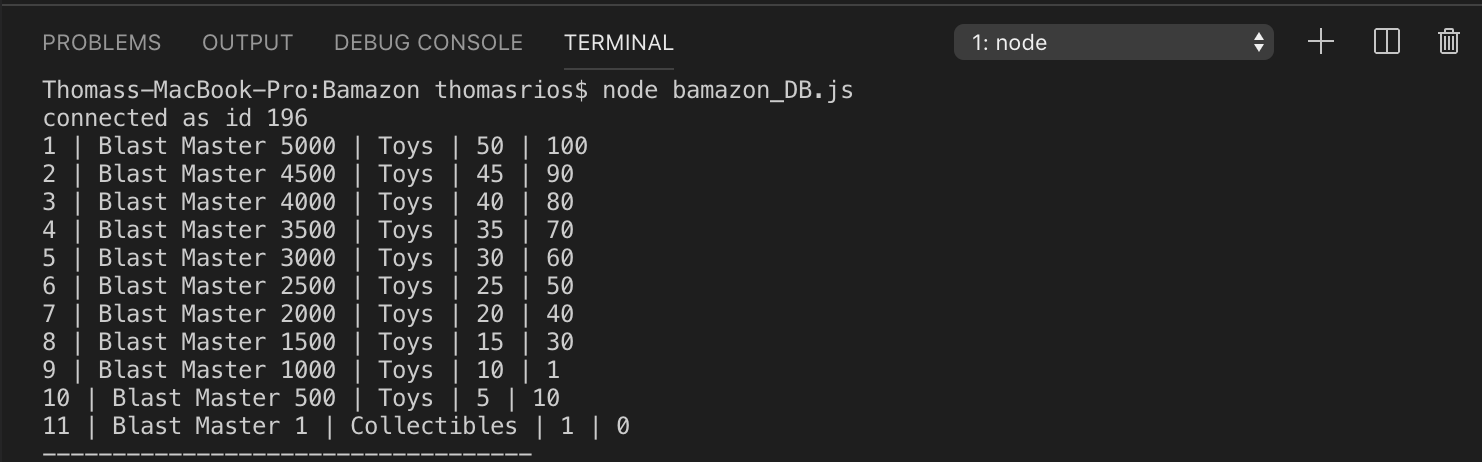 PROBLEMS OUTPUT DEBUG CONSOLE TERMINAL 1: node
Thomass-MacBook-Pro:Bamazon thomasrios$ node bamazon_DB.js
connected as id 196
1 | Blast Master 5000 | Toys | 50 | 100
2 | Blast Master 4500 | Toys | 45 | 90
3 | Blast Master 4000 | Toys | 40 | 80
4 | Blast Master 3500 | Toys | 35 | 70
5 | Blast Master 3000 | Toys | 30 | 60
6 | Blast Master 2500 | Toys | 25 | 50
7 | Blast Master 2000 | Toys | 20 | 40
8 | Blast Master 1500 | Toys | 15 | 30
9 | Blast Master 1000 | Toys | 10 | 1
10 | Blast Master 500 | Toys | 5 | 10
11 | Blast Master 1 | Collectibles | 1 | 0
-----------------------------------